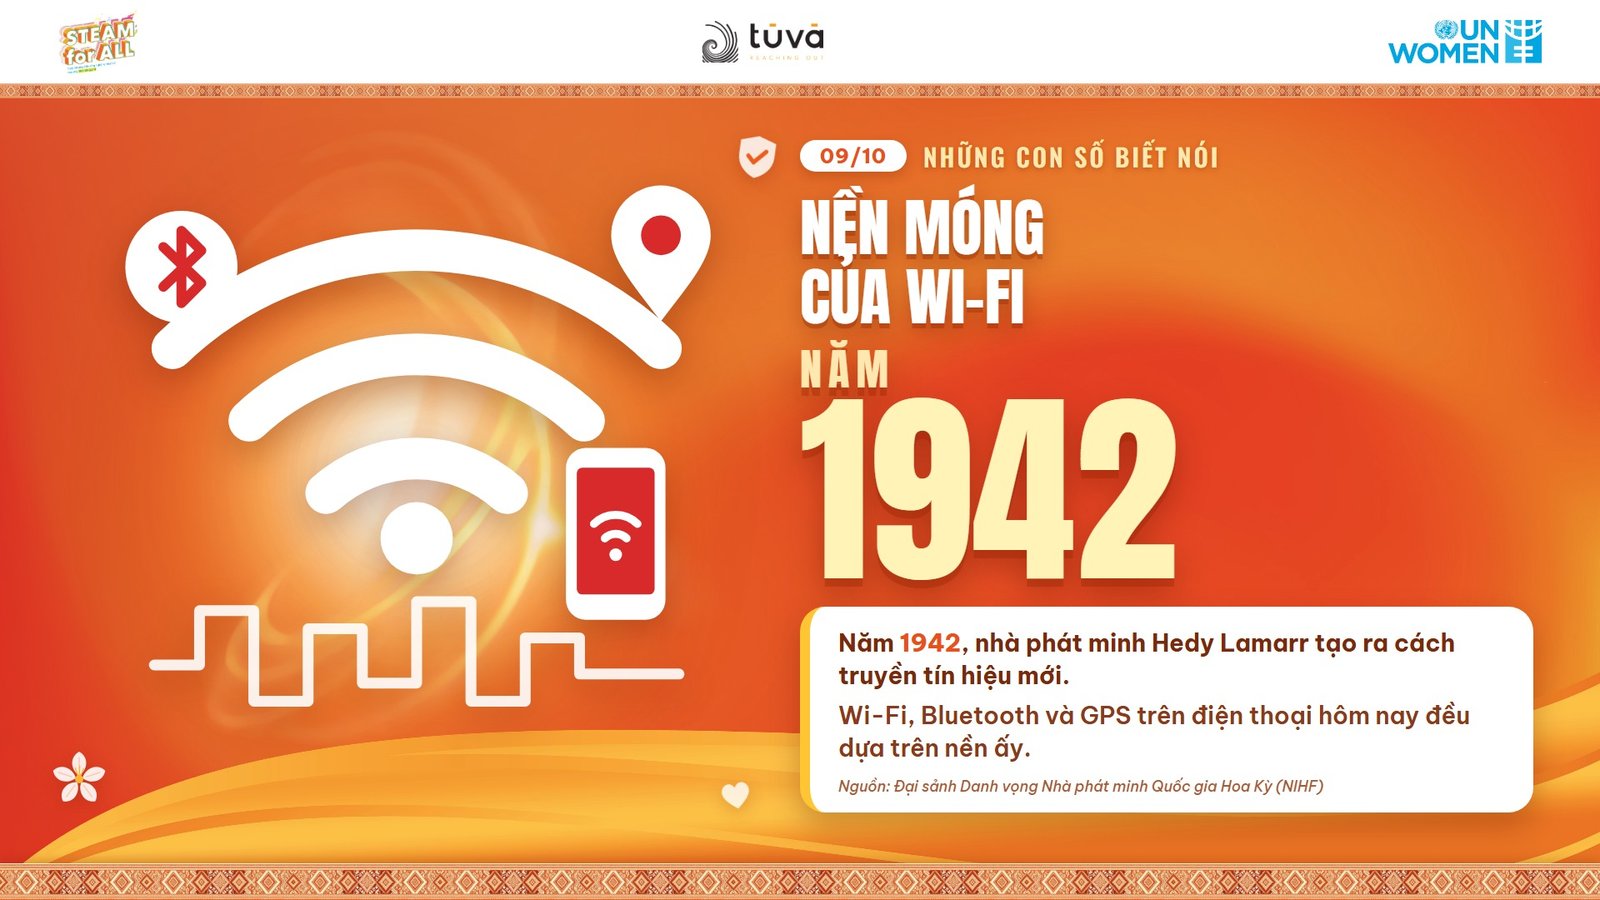 STEAM
for ALL
tuva
REACHING OUT
UN
WOMEN
09/10
NHỮNG CON SỐ BIẾT NÓI
NỀN MÓNG
CỦA WI-FI
NĂM
1942
Năm 1942, nhà phát minh Hedy Lamarr tạo ra cách
truyền tín hiệu mới.
Wi-Fi, Bluetooth và GPS trên điện thoại hôm nay đều
dựa trên nền ấy.
Nguồn: Đại sảnh Danh vọng Nhà phát minh Quốc gia Hoa Kỳ (NIHF)